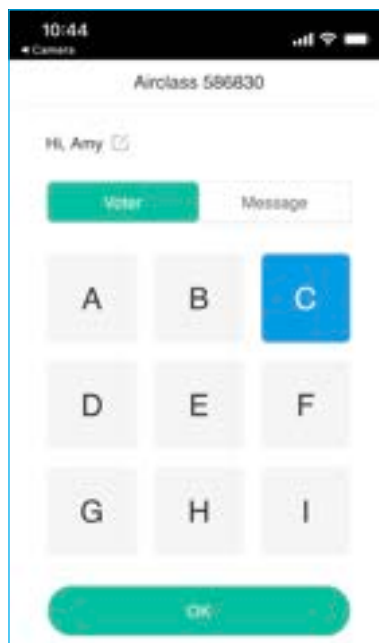 10:44
◀ Camera
Airclass 586830
Hi, Amy
Voter Message
A B C
D E F
G H I
OK